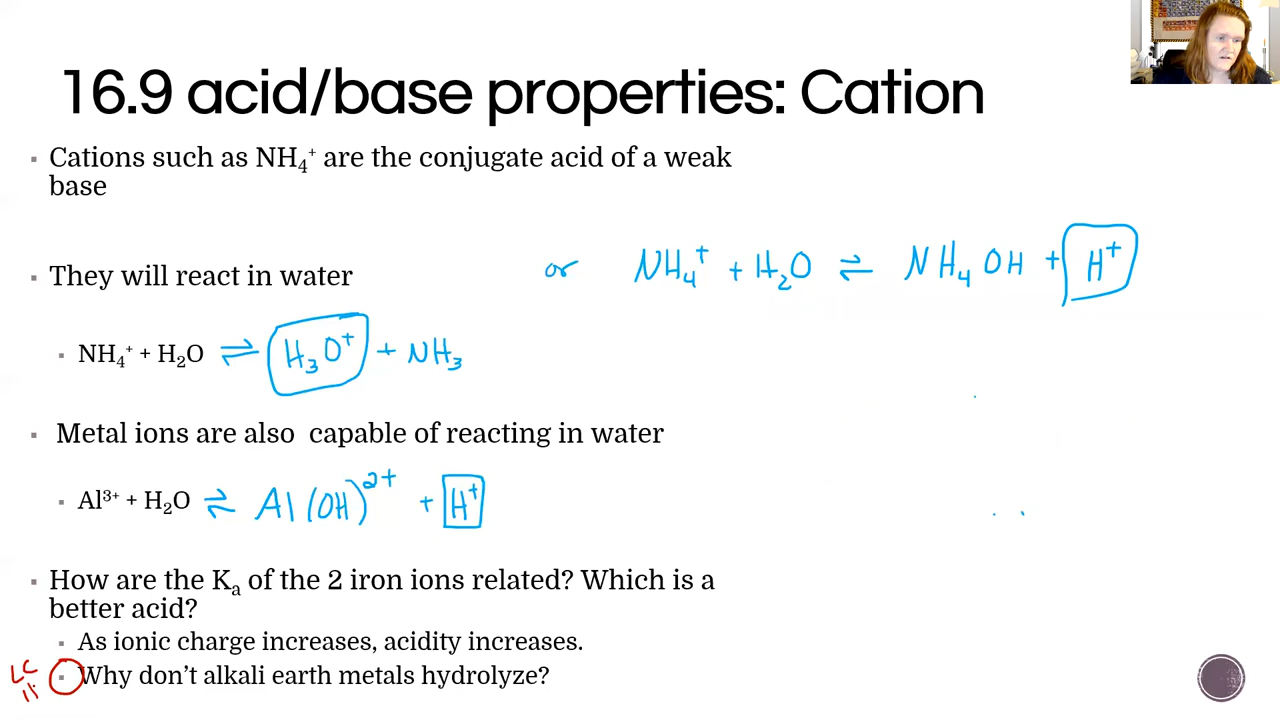 16.9 acid/base properties: Cation
▪ Cations such as NH₄⁺ are the conjugate acid of a weak
base
or NH₄⁺ + H₂O ⇌ NH₄OH + H⁺
▪ They will react in water
▪ NH₄⁺ + H₂O ⇌ H₃O⁺ + NH₃
▪ Metal ions are also capable of reacting in water
▪ Al³⁺ + H₂O ⇌ Al(OH)²⁺ + H⁺
▪ How are the Kₐ of the 2 iron ions related? Which is a
better acid?
▪ As ionic charge increases, acidity increases.
LC
▪ Why don’t alkali earth metals hydrolyze?